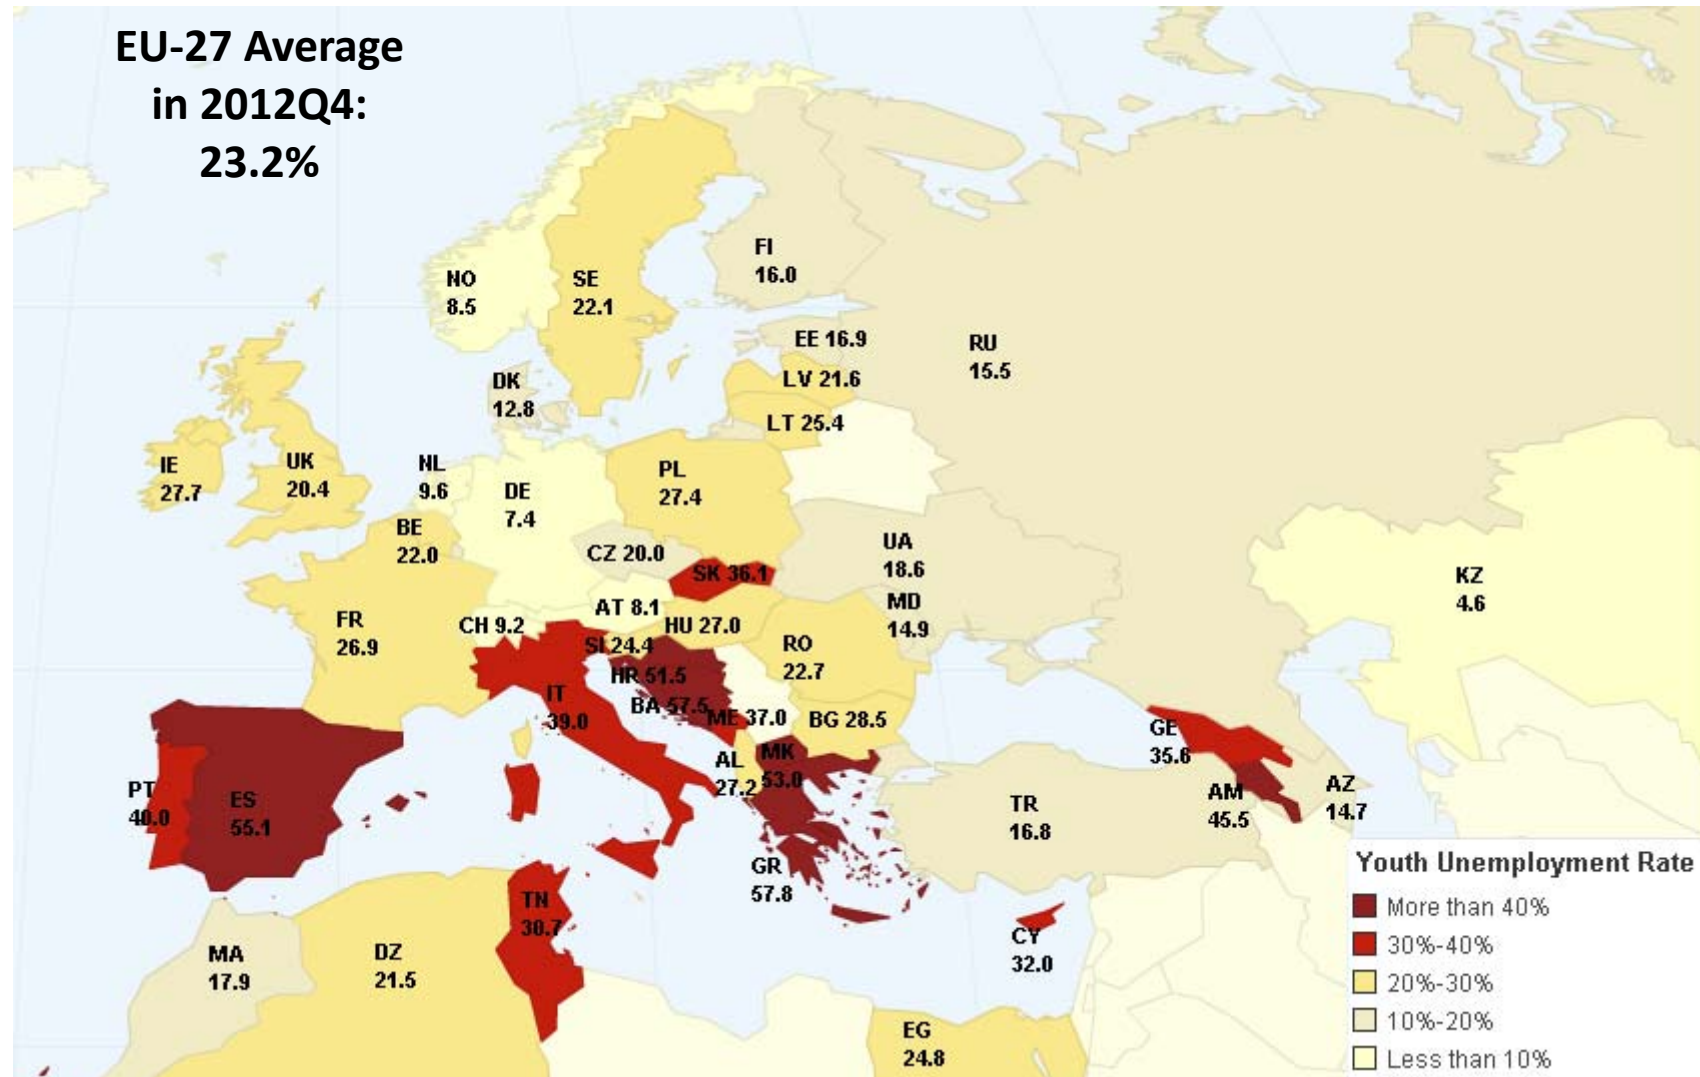 EU-27 Average
in 2012Q4:
23.2%
NO
8.5
SE
22.1
FI
16.0
EE 16.9
RU
15.5
DK
12.8
LV 21.6
LT 25.4
IE
27.7
UK
20.4
NL
9.6
DE
7.4
PL
27.4
BE
22.0
CZ 20.0
SK 36.1
UA
18.6
KZ
4.6
FR
26.9
CH 9.2
AT 8.1
HU 27.0
MD
14.9
SI 24.4
RO
22.7
HR 51.5
IT
39.0
BA 57.5
ME 37.0
BG 28.5
GE
35.6
PT
40.0
ES
55.1
AL
27.2
MK
53.0
TR
16.8
AM
45.5
AZ
14.7
GR
57.8
TN
30.7
CY
32.0
MA
17.9
DZ
21.5
EG
24.8
Youth Unemployment Rate
More than 40%
30%-40%
20%-30%
10%-20%
Less than 10%